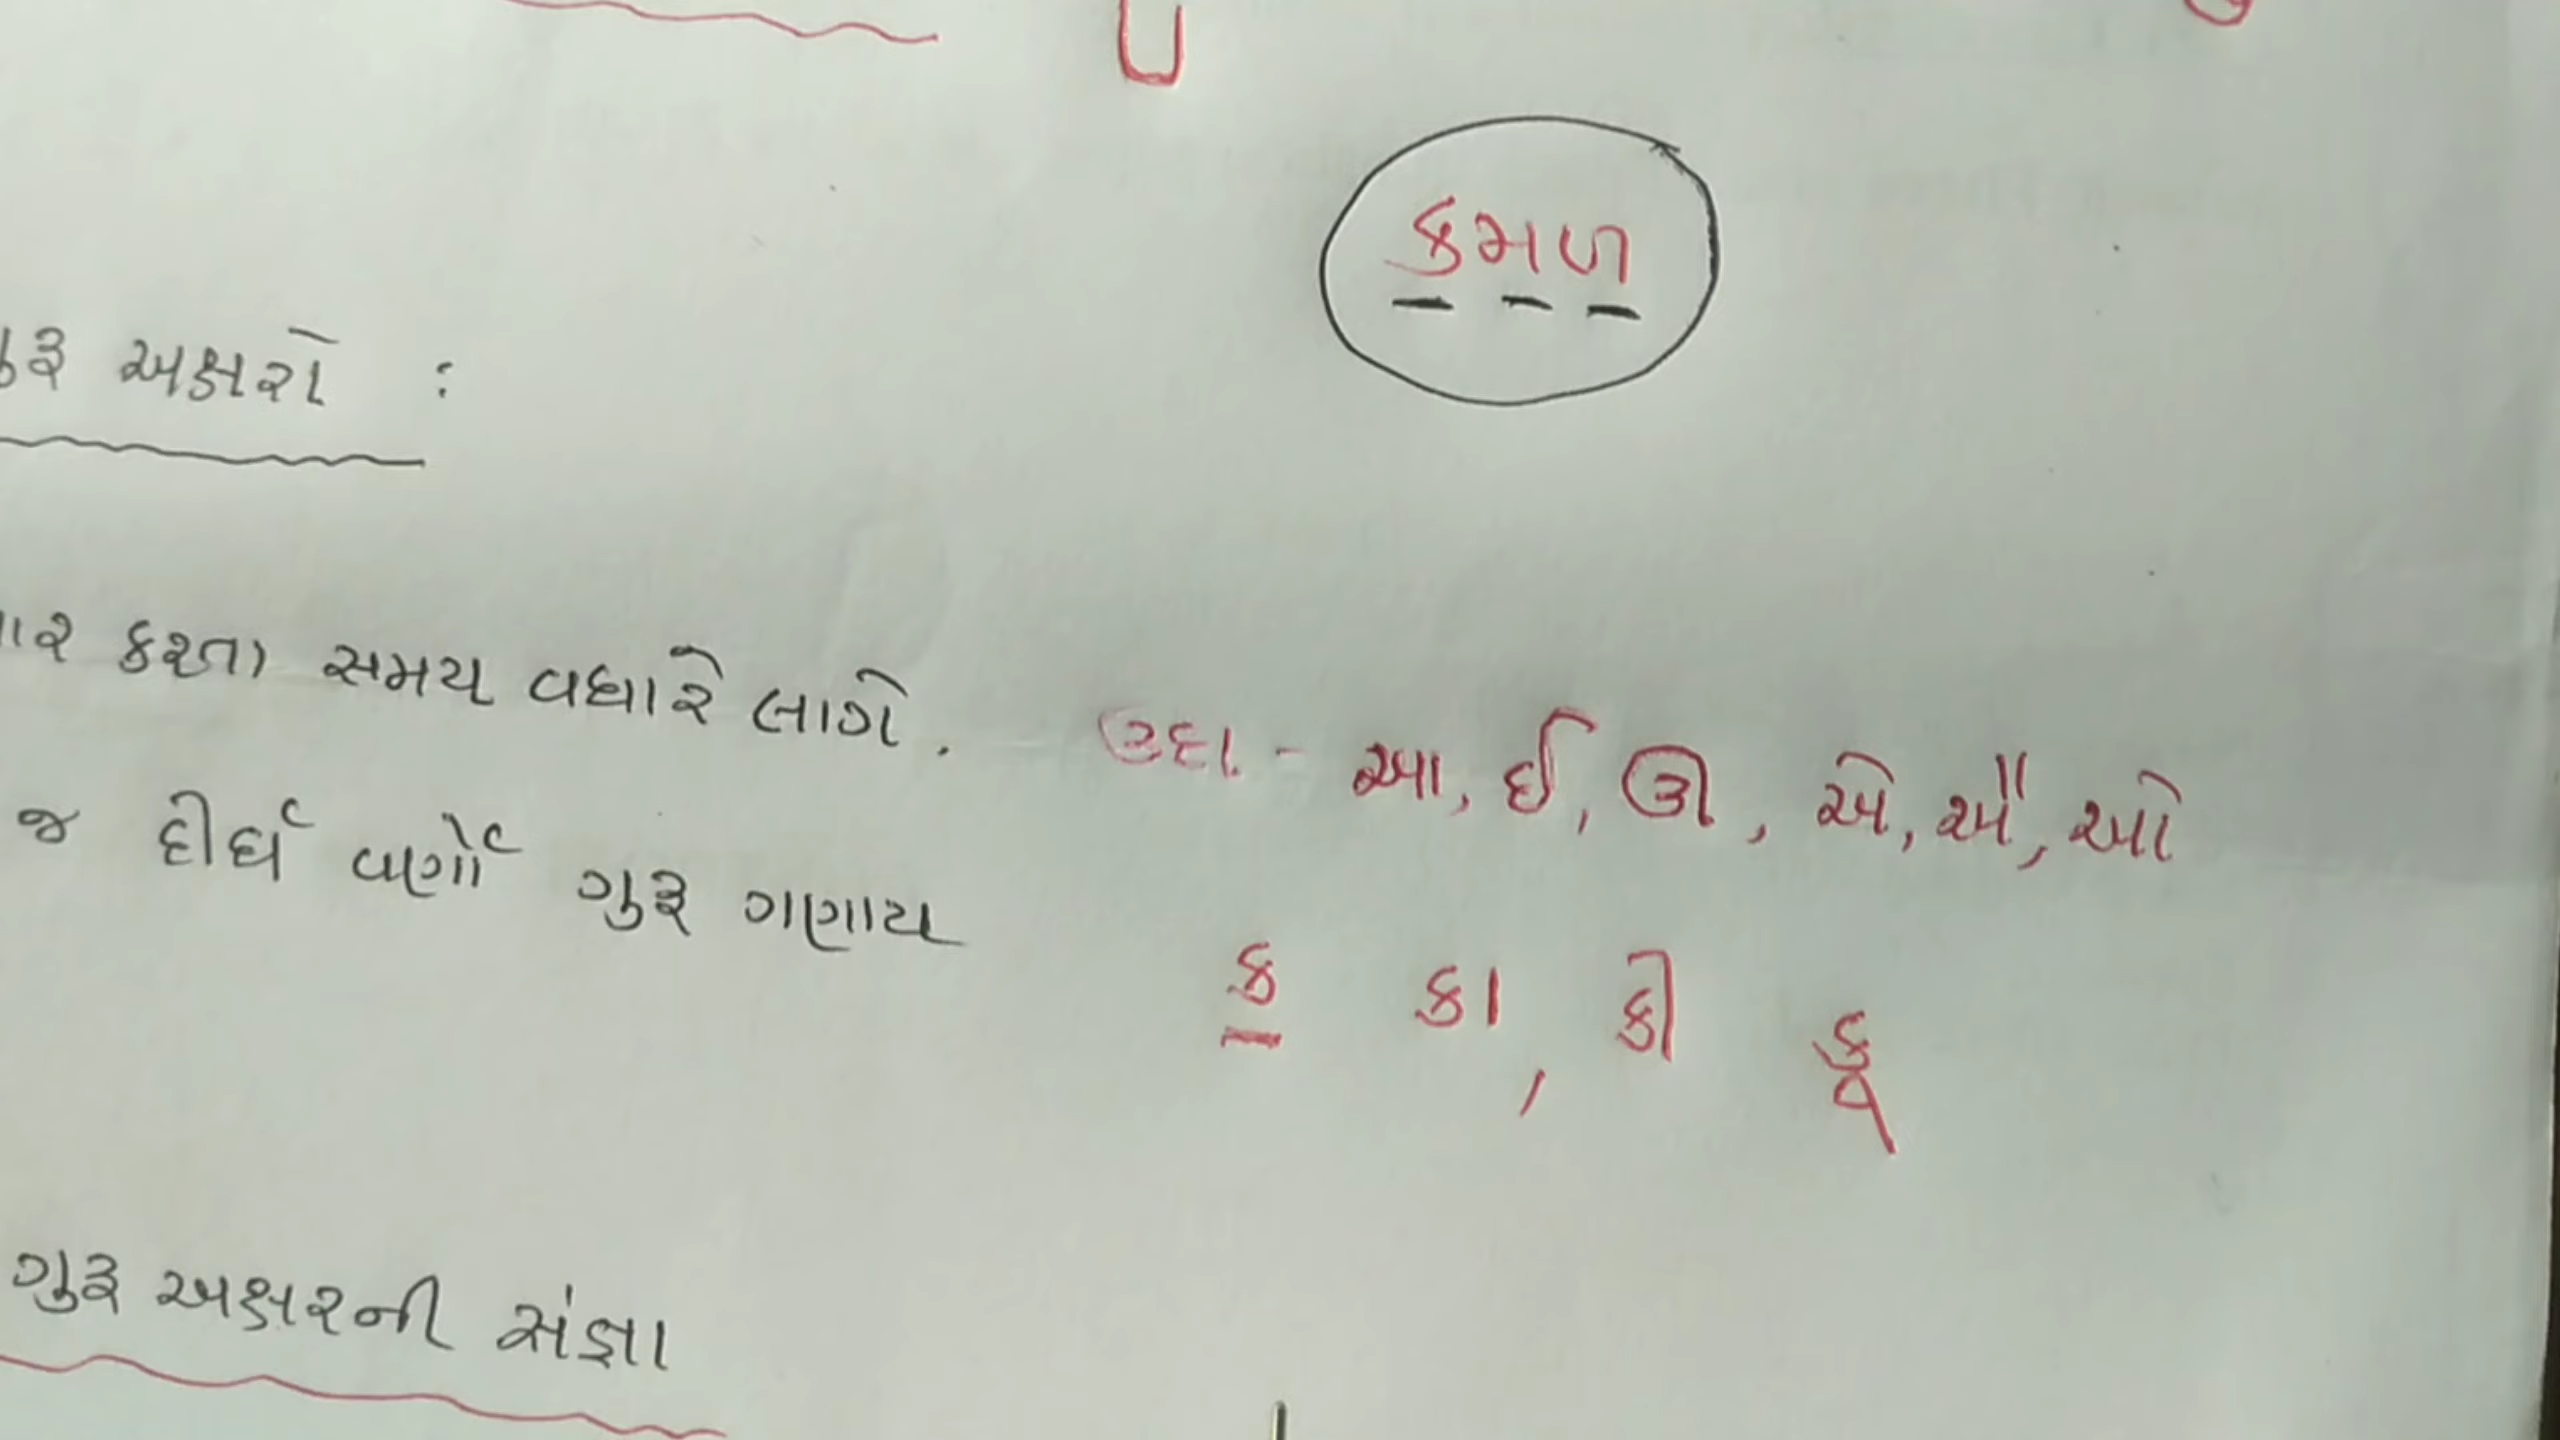 કમળ
ગુરૂ અક્ષરો :
કરતા સમય વધારે લાગે. ઉદા. - આ, ઈ, ઊ, એ, ઐ, ઓ
જ દીર્ઘ વર્ણો ગુરૂ ગણાય
ક કા, કી કૂ
ગુરૂ અક્ષરની સંજ્ઞા